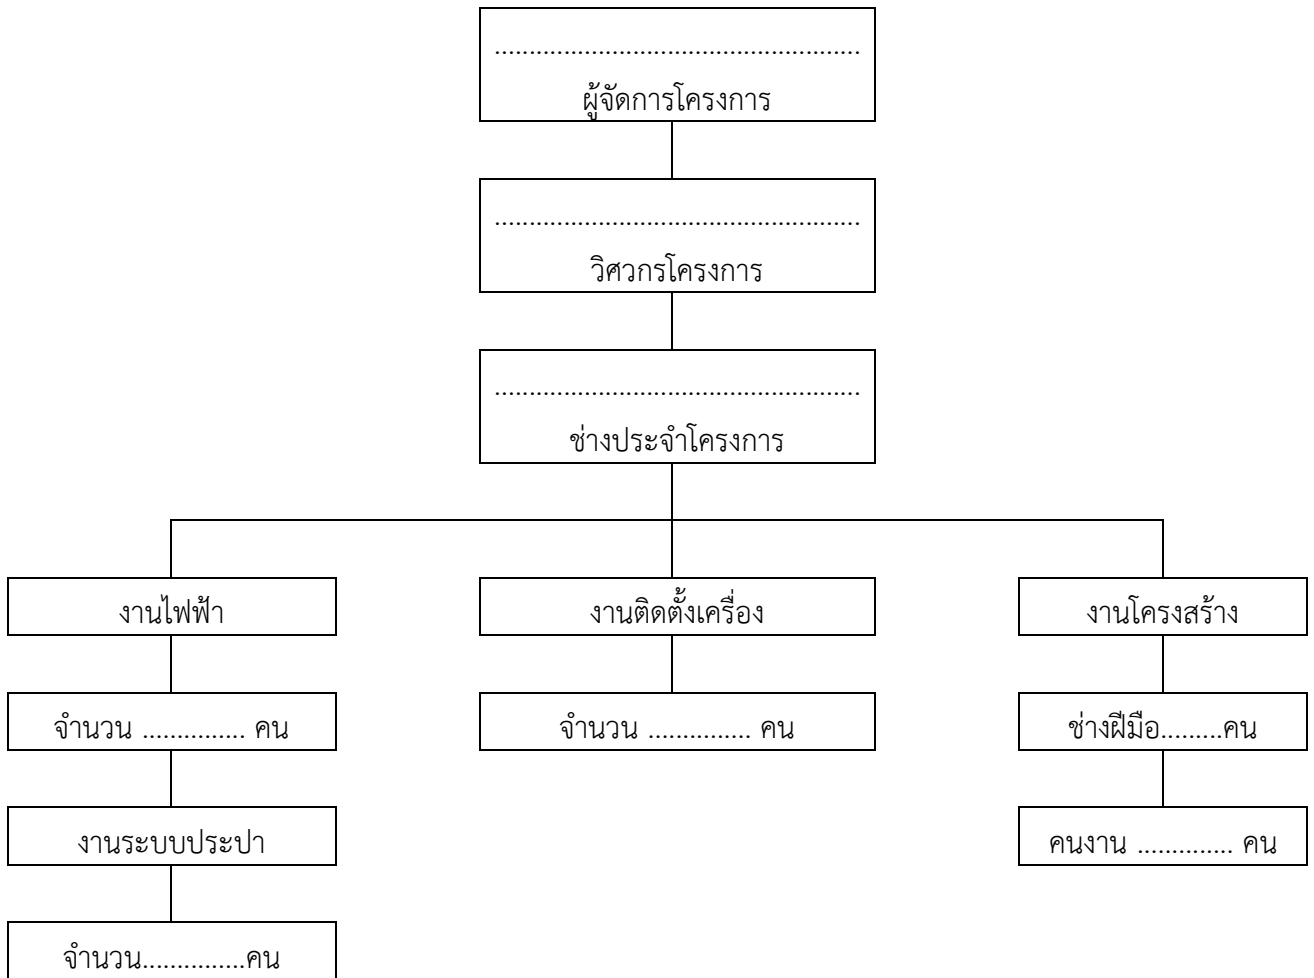 ....................................................
ผู้จัดการโครงการ
....................................................
วิศวกรโครงการ
....................................................
ช่างประจำโครงการ
งานไฟฟ้า
งานติดตั้งเครื่อง
งานโครงสร้าง
จำนวน .............. คน
จำนวน .............. คน
ช่างฝีมือ.........คน
งานระบบประปา
คนงาน ............. คน
จำนวน...............คน